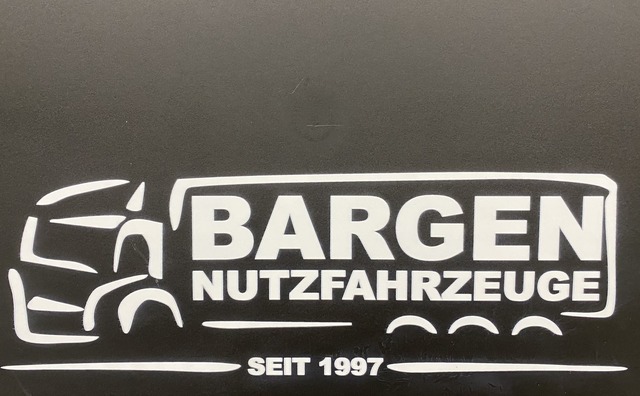 BARGEN
NUTZFAHRZEUGE
SEIT 1997